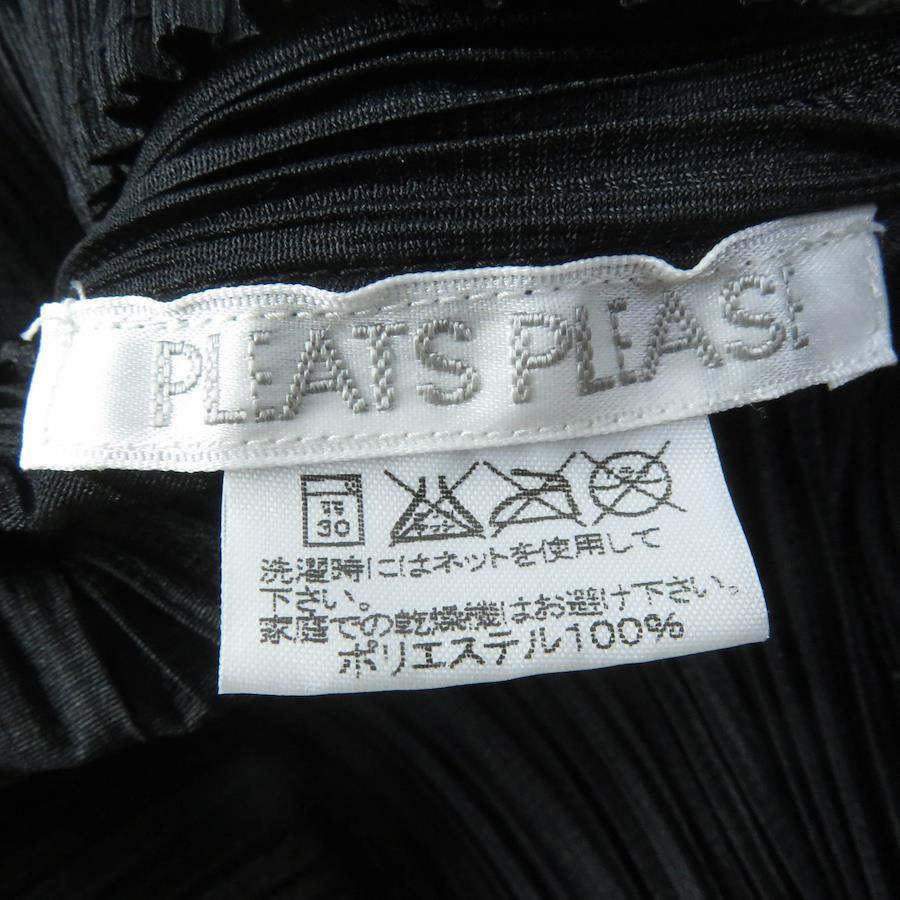 PLEATS PLEASE
弱
30
洗濯時にはネットを使用して
下さい。
家庭での乾燥機はお避け下さい。
ポリエステル100%